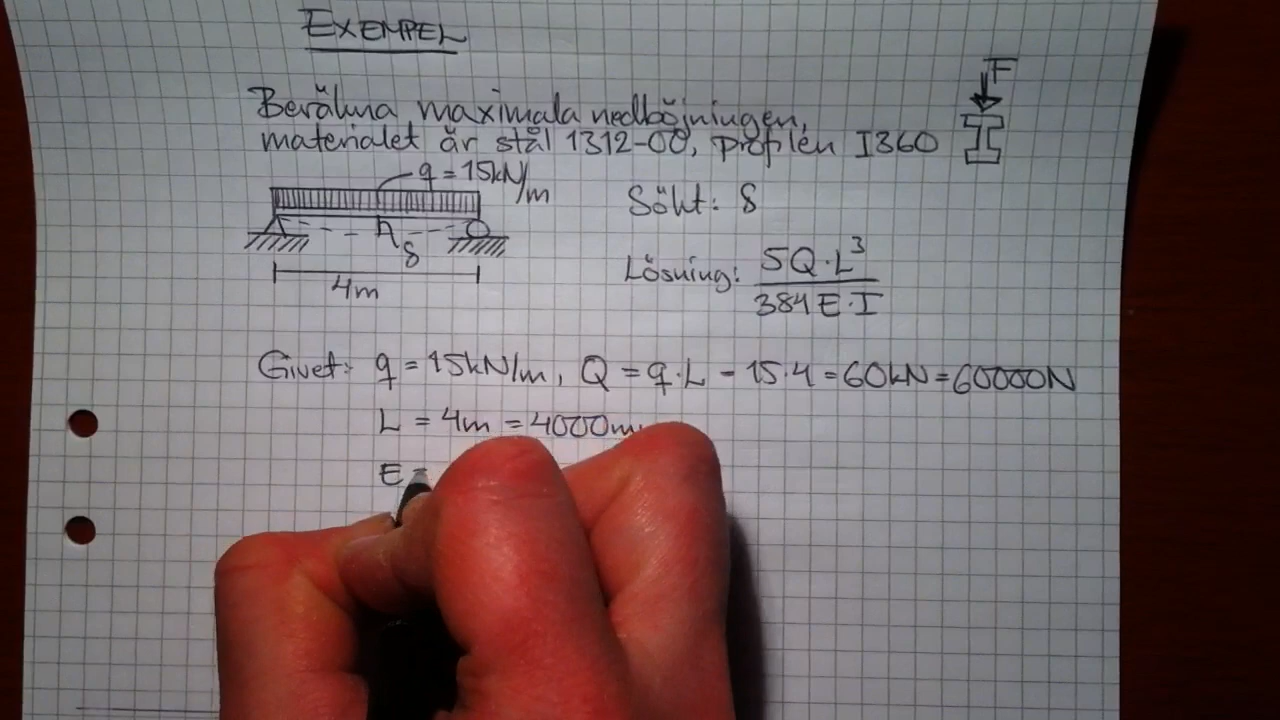 EXEMPEL
F
Beräkna maximala nedböjningen,
materialet är stål 1312-00, profilen I360
q = 15kN/m
Sökt: δ
δ
4m
Lösning: 5Q·L³
384E·I
Givet: q = 15kN/m, Q = q·L = 15·4 = 60kN = 60000N
L = 4m = 4000m
E =